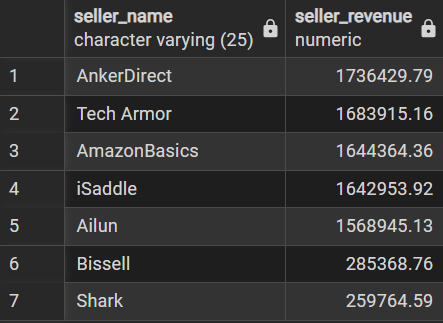 seller_name seller_revenue
character varying (25) numeric
1 AnkerDirect 1736429.79
2 Tech Armor 1683915.16
3 AmazonBasics 1644364.36
4 iSaddle 1642953.92
5 Ailun 1568945.13
6 Bissell 285368.76
7 Shark 259764.59